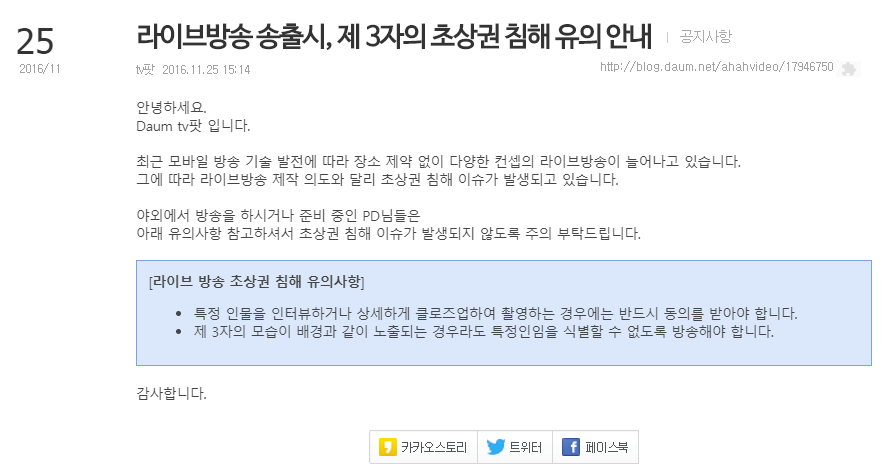 25
2016/11
라이브방송 송출시, 제 3자의 초상권 침해 유의 안내 | 공지사항
tv팟 2016.11.25 15:14
http://blog.daum.net/ahahvideo/17946750
안녕하세요.
Daum tv팟 입니다.
최근 모바일 방송 기술 발전에 따라 장소 제약 없이 다양한 컨셉의 라이브방송이 늘어나고 있습니다.
그에 따라 라이브방송 제작 의도와 달리 초상권 침해 이슈가 발생되고 있습니다.
야외에서 방송을 하시거나 준비 중인 PD님들은
아래 유의사항 참고하셔서 초상권 침해 이슈가 발생되지 않도록 주의 부탁드립니다.
[라이브 방송 초상권 침해 유의사항]
• 특정 인물을 인터뷰하거나 상세하게 클로즈업하여 촬영하는 경우에는 반드시 동의를 받아야 합니다.
• 제 3자의 모습이 배경과 같이 노출되는 경우라도 특정인임을 식별할 수 없도록 방송해야 합니다.
감사합니다.
카카오스토리 트위터 페이스북